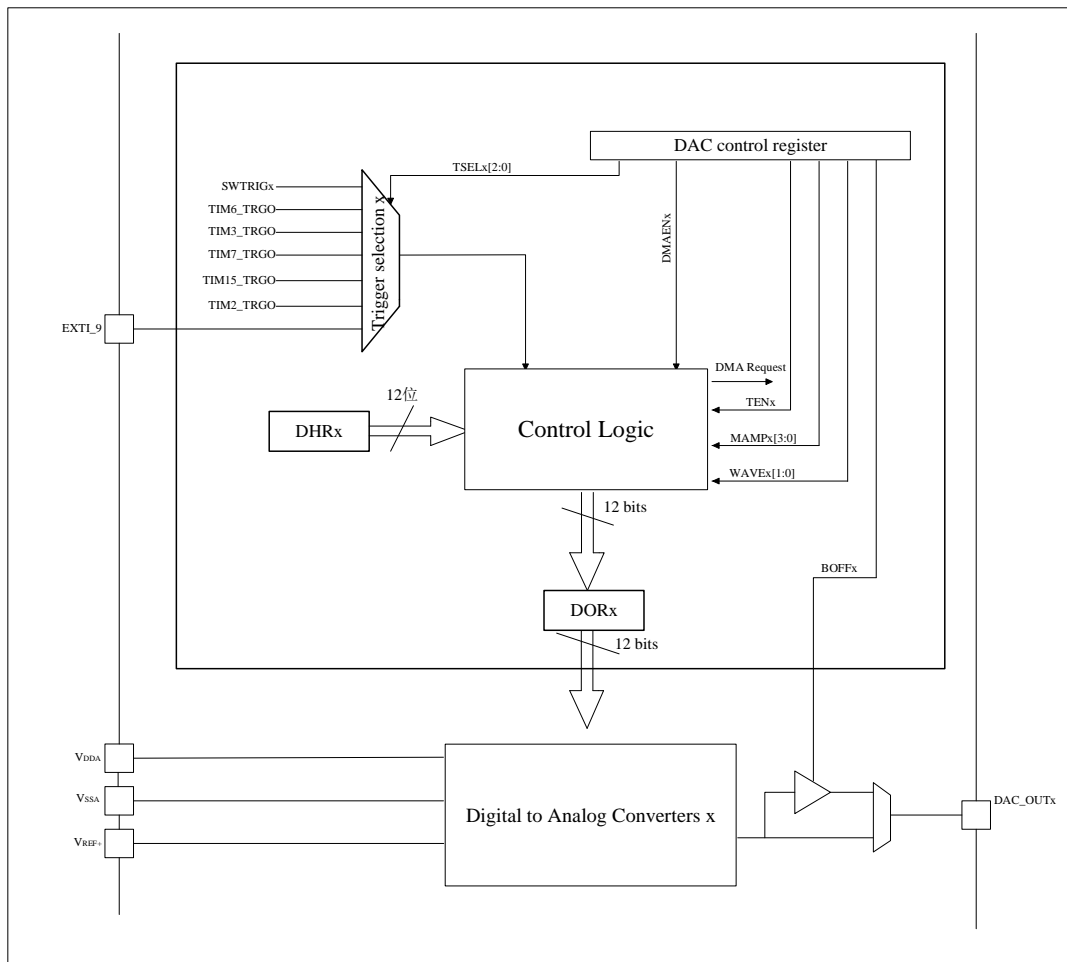 DAC control register
TSELx[2:0]
SWTRIGx
TIM6_TRGO
TIM3_TRGO
TIM7_TRGO
TIM15_TRGO
TIM2_TRGO
EXTI_9
Trigger selection x
DMAENx
DMA Request
TENx
MAMPx[3:0]
WAVEx[1:0]
12位
DHRx
Control Logic
12 bits
BOFFx
DORx
12 bits
VDDA
VSSA
VREF+
Digital to Analog Converters x
DAC_OUTx